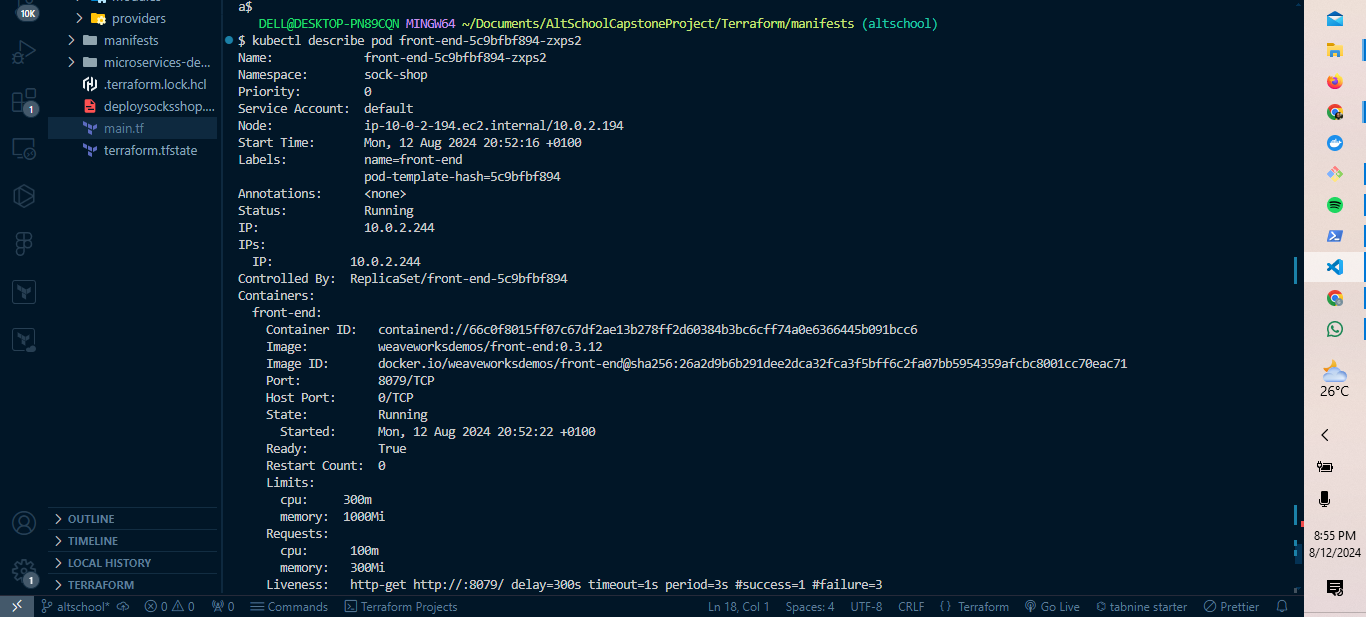 10K
providers
manifests
microservices-de...
.terraform.lock.hcl
1
deploysocksshop....
main.tf
terraform.tfstate
OUTLINE
TIMELINE
LOCAL HISTORY
TERRAFORM
1
a$
DELL@DESKTOP-PN89CQN MINGW64 ~/Documents/AltSchoolCapstoneProject/Terraform/manifests (altschool)
$ kubectl describe pod front-end-5c9bfbf894-zxps2
Name: front-end-5c9bfbf894-zxps2
Namespace: sock-shop
Priority: 0
Service Account: default
Node: ip-10-0-2-194.ec2.internal/10.0.2.194
Start Time: Mon, 12 Aug 2024 20:52:16 +0100
Labels: name=front-end
pod-template-hash=5c9bfbf894
Annotations: <none>
Status: Running
IP: 10.0.2.244
IPs:
IP: 10.0.2.244
Controlled By: ReplicaSet/front-end-5c9bfbf894
Containers:
front-end:
Container ID: containerd://66c0f8015ff07c67df2ae13b278ff2d60384b3bc6cff74a0e6366445b091bcc6
Image: weaveworksdemos/front-end:0.3.12
Image ID: docker.io/weaveworksdemos/front-end@sha256:26a2d9b6b291dee2dca32fca3f5bff6c2fa07bb5954359afcbc8001cc70eac71
Port: 8079/TCP
Host Port: 0/TCP
State: Running
Started: Mon, 12 Aug 2024 20:52:22 +0100
Ready: True
Restart Count: 0
Limits:
cpu: 300m
memory: 1000Mi
Requests:
cpu: 100m
memory: 300Mi
Liveness: http-get http://:8079/ delay=300s timeout=1s period=3s #success=1 #failure=3
altschool* 0 0 0 Commands Terraform Projects Ln 18, Col 1 Spaces: 4 UTF-8 CRLF {} Terraform Go Live tabnine starter Prettier
26°C
8:55 PM
8/12/2024